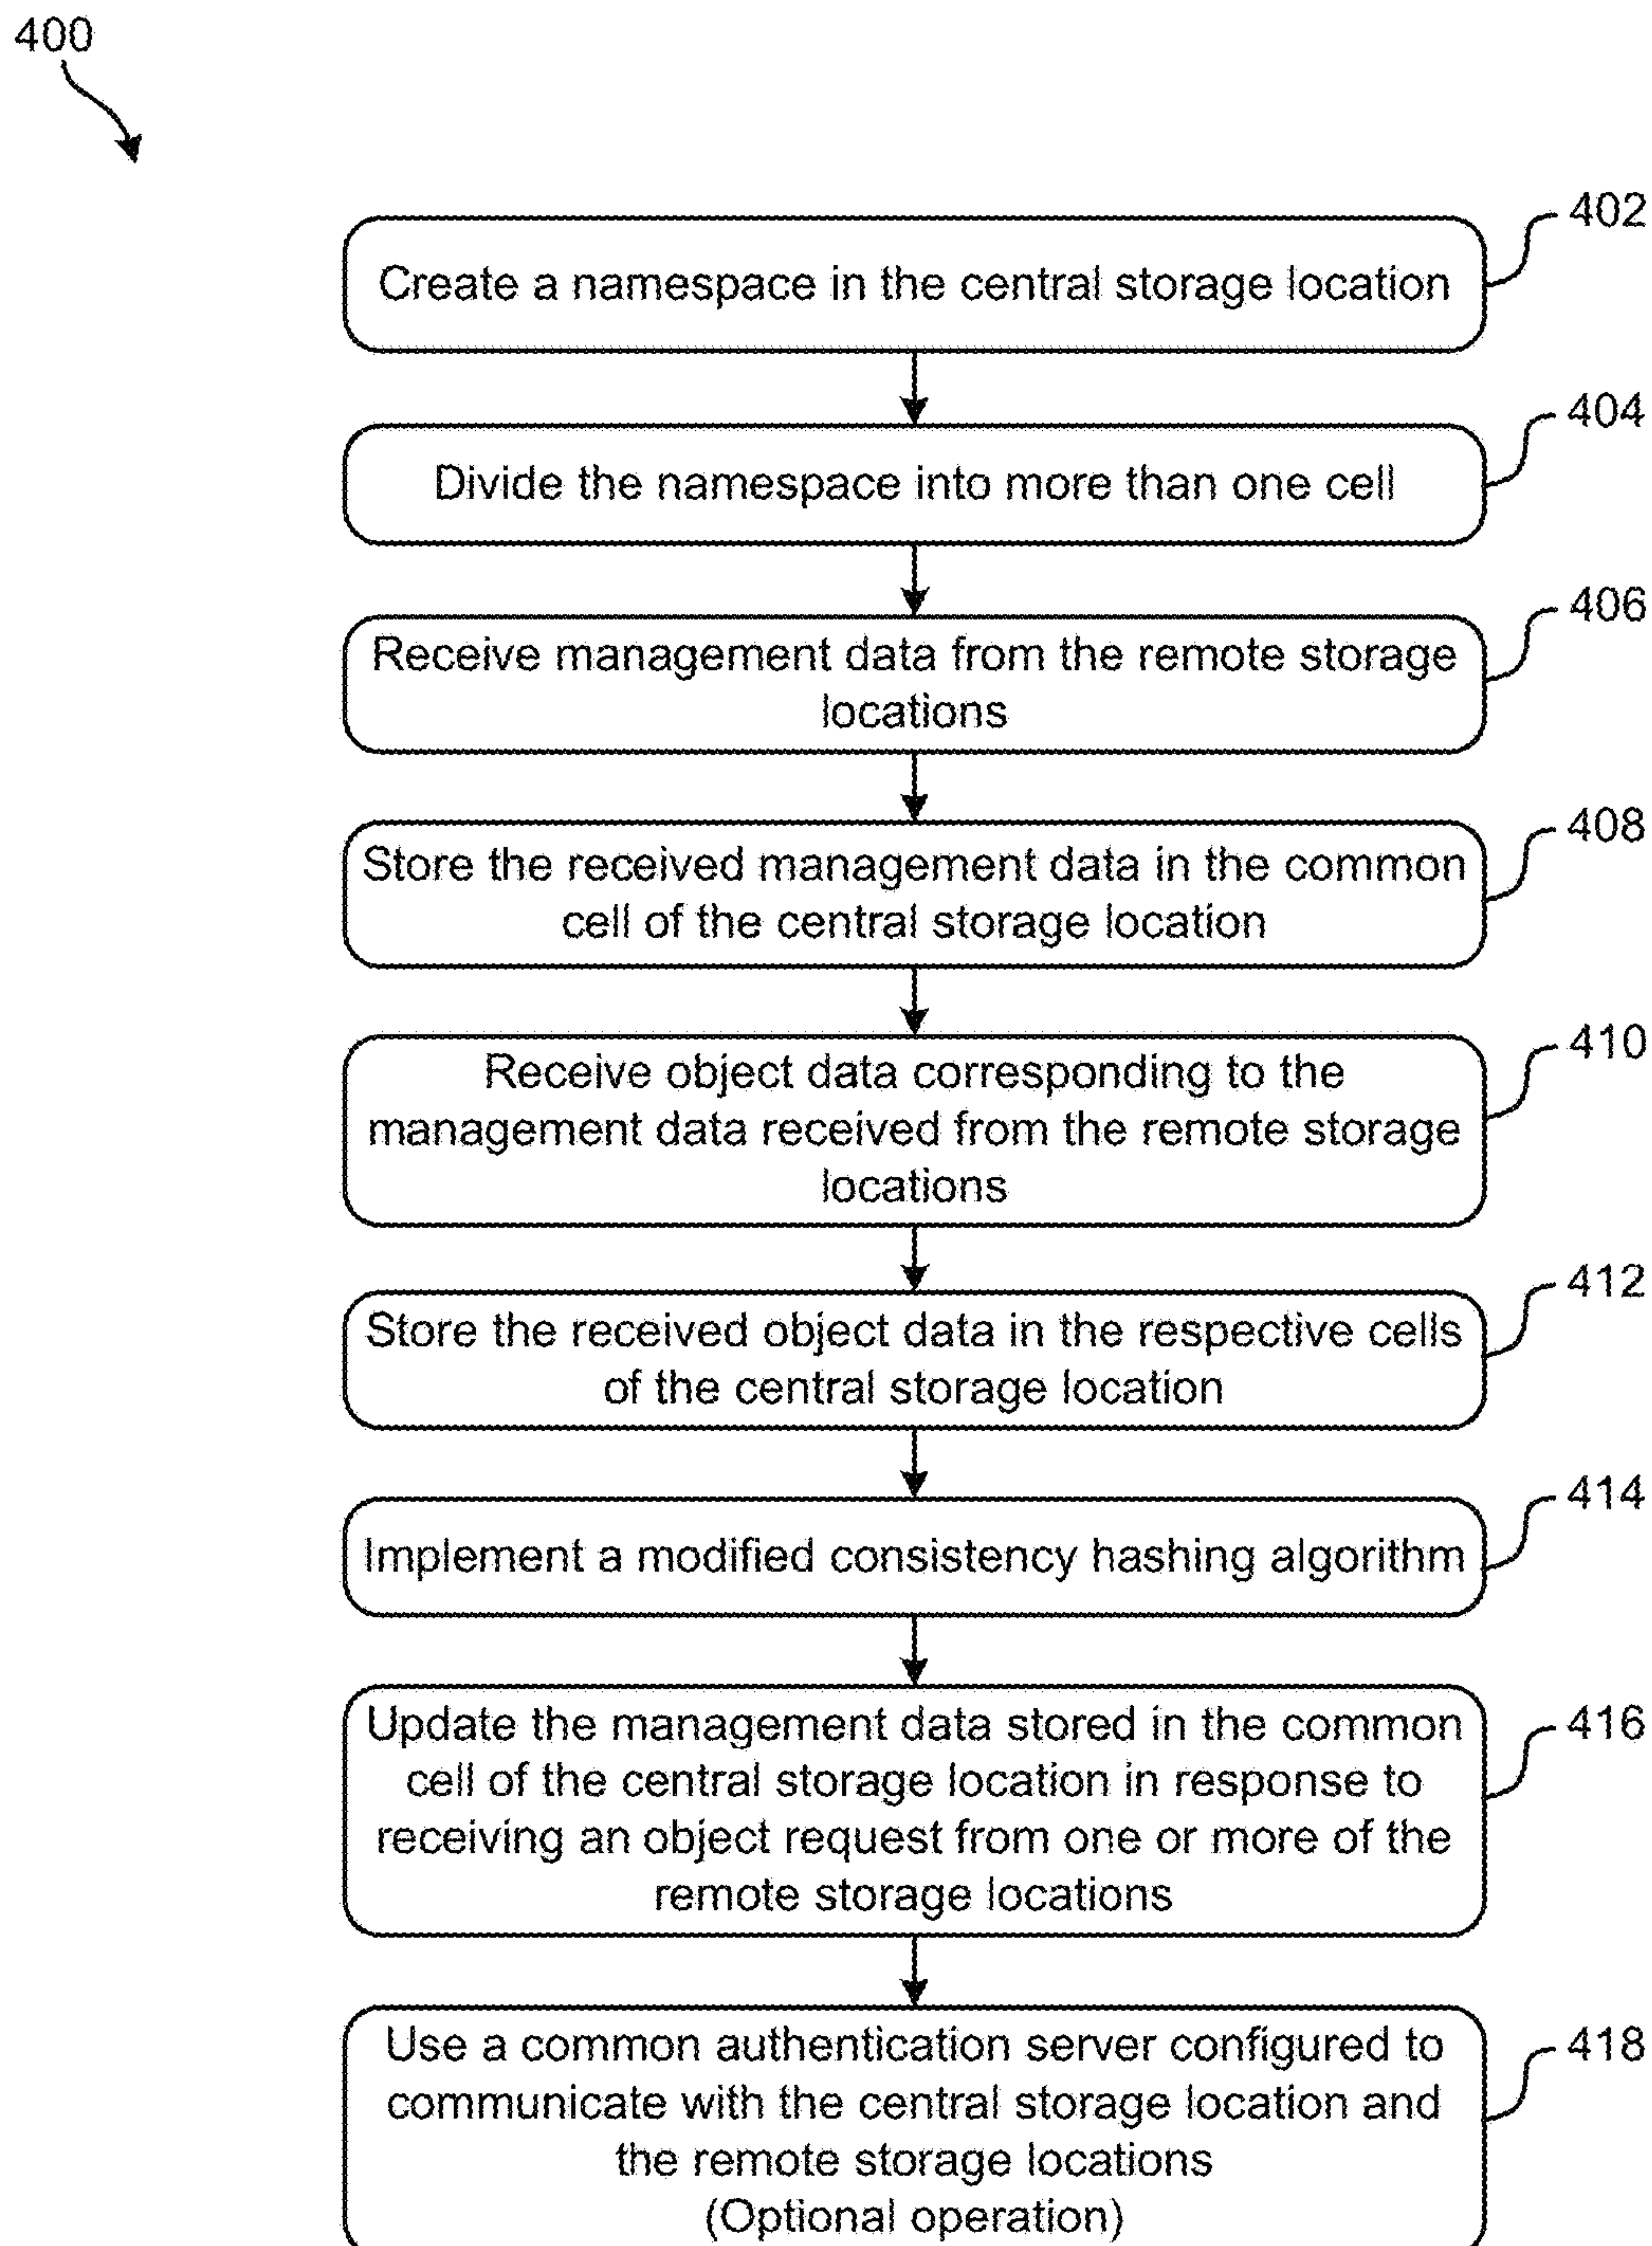 400
402
Create a namespace in the central storage location
404
Divide the namespace into more than one cell
406
Receive management data from the remote storage
locations
408
Store the received management data in the common
cell of the central storage location
410
Receive object data corresponding to the
management data received from the remote storage
locations
412
Store the received object data in the respective cells
of the central storage location
414
Implement a modified consistency hashing algorithm
416
Update the management data stored in the common
cell of the central storage location in response to
receiving an object request from one or more of the
remote storage locations
418
Use a common authentication server configured to
communicate with the central storage location and
the remote storage locations
(Optional operation)